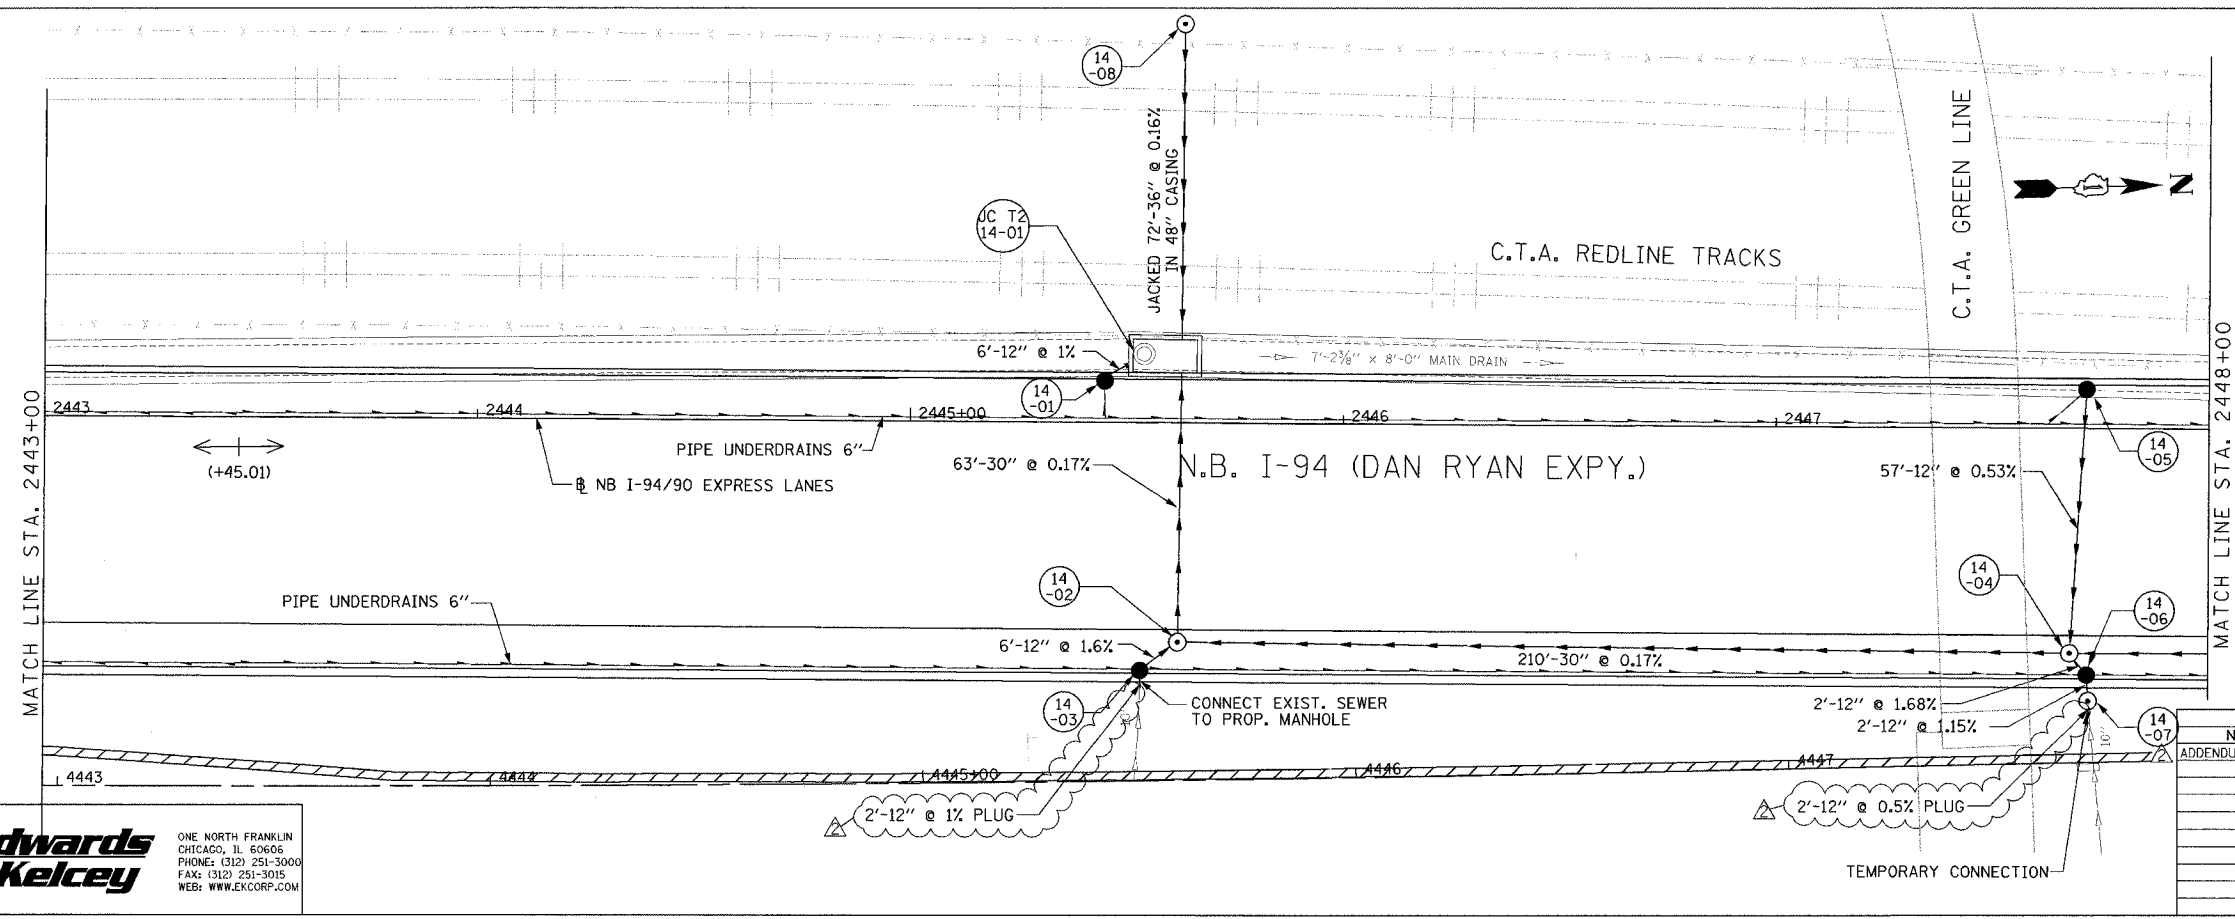 14
-08
JACKED 72'-36" @ 0.16%
IN 48" CASING
C.T.A. GREEN LINE
N
JC T2
14-01
C.T.A. REDLINE TRACKS
6'-12" @ 1%
7'-2⅜" x 8'-0" MAIN DRAIN
14
-01
MATCH LINE STA. 2443+00
MATCH LINE STA. 2448+00
2443
2444
2445+00
2446
2447
(+45.01)
PIPE UNDERDRAINS 6"
NB I-94/90 EXPRESS LANES
63'-30" @ 0.17%
N.B. I-94 (DAN RYAN EXPY.)
57'-12" @ 0.53%
14
-05
14
-02
14
-04
14
-06
PIPE UNDERDRAINS 6"
6'-12" @ 1.6%
210'-30" @ 0.17%
14
-03
CONNECT EXIST. SEWER
TO PROP. MANHOLE
2'-12" @ 1.68%
2'-12" @ 1.15%
14
-07
10"
N
ADDENDU
2
4443
4444
4445+00
4446
4447
2
2'-12" @ 1% PLUG
2
2'-12" @ 0.5% PLUG
TEMPORARY CONNECTION
dwards
Kelcey
ONE NORTH FRANKLIN
CHICAGO, IL 60606
PHONE: (312) 251-3000
FAX: (312) 251-3015
WEB: WWW.EKCORP.COM